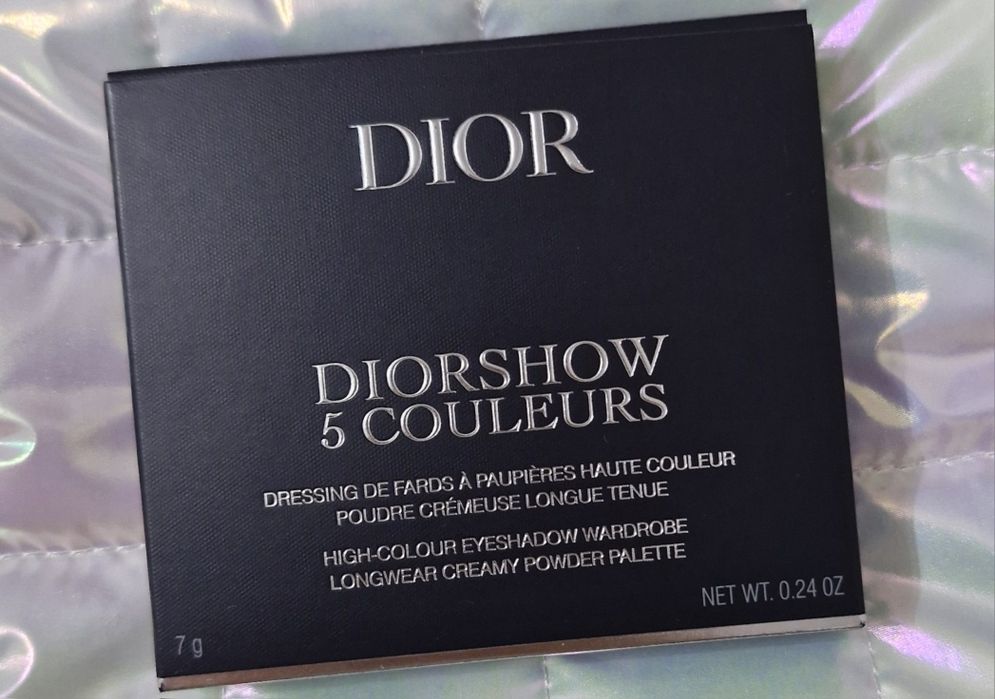 DIOR
DIORSHOW
5 COULEURS
DRESSING DE FARDS À PAUPIÈRES HAUTE COULEUR
POUDRE CRÉMEUSE LONGUE TENUE
HIGH-COLOUR EYESHADOW WARDROBE
LONGWEAR CREAMY POWDER PALETTE
7 g
NET WT. 0.24 OZ